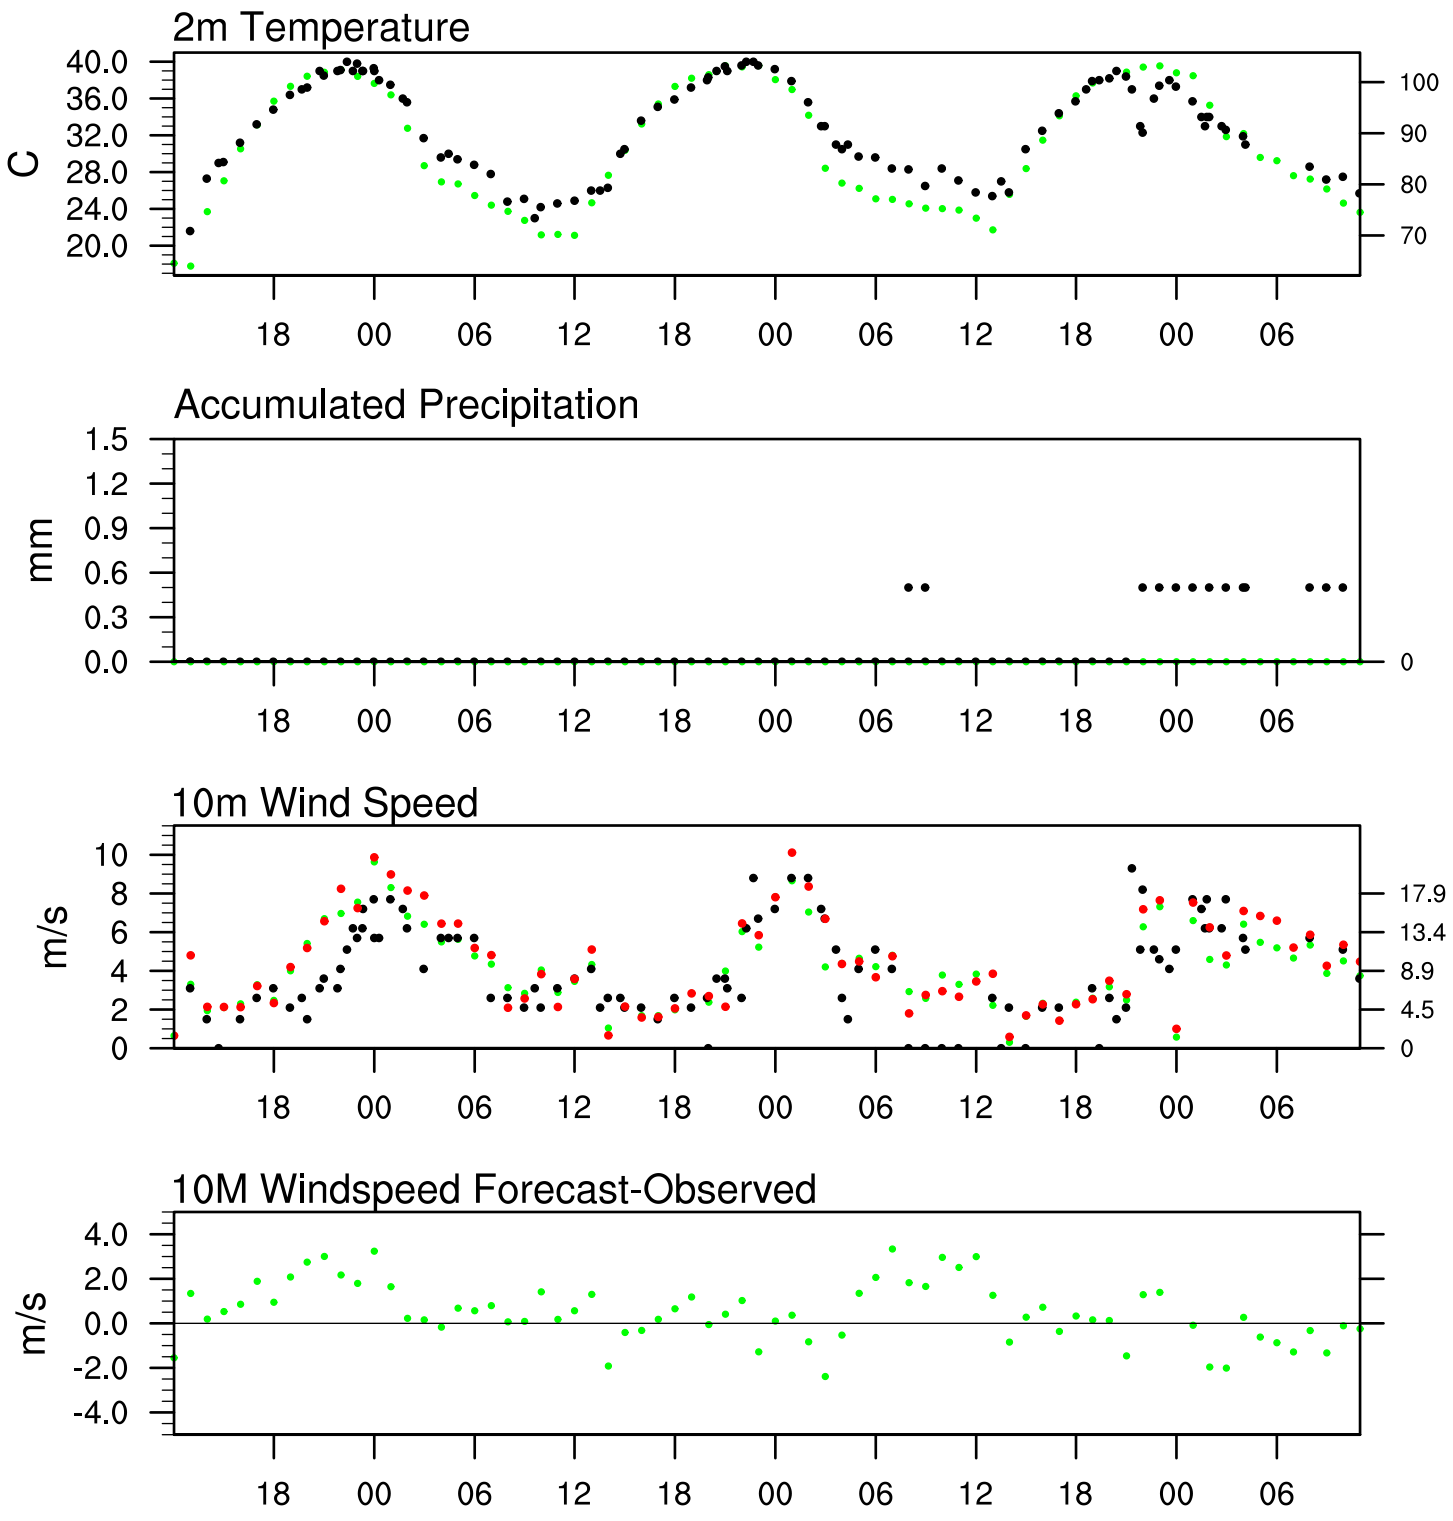 2m Temperature
40.0
36.0
32.0
28.0
24.0
20.0
C
100
90
80
70
18 00 06 12 18 00 06 12 18 00 06
Accumulated Precipitation
1.5
1.2
0.9
0.6
0.3
0.0
mm
0
18 00 06 12 18 00 06 12 18 00 06
10m Wind Speed
10
8
6
4
2
0
m/s
17.9
13.4
8.9
4.5
0
18 00 06 12 18 00 06 12 18 00 06
10M Windspeed Forecast-Observed
4.0
2.0
0.0
-2.0
-4.0
m/s
18 00 06 12 18 00 06 12 18 00 06